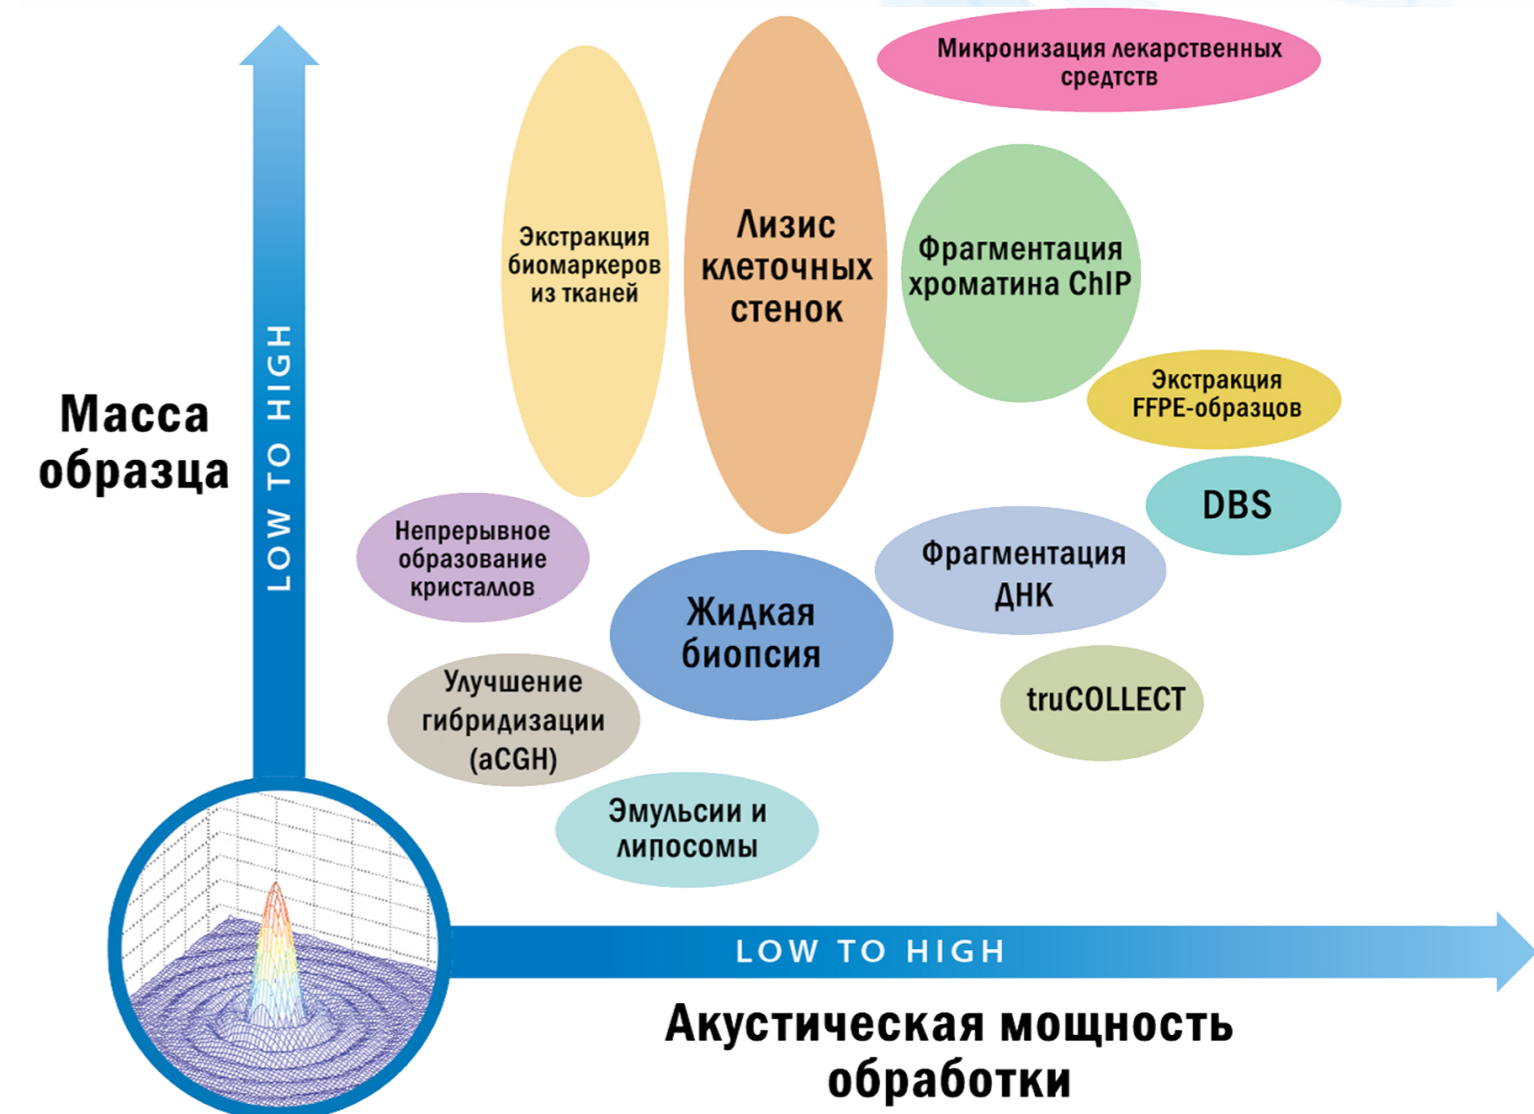 Микронизация лекарственных
средтств
Экстракция
биомаркеров
из тканей
Лизис
клеточных
стенок
Фрагментация
хроматина ChIP
Экстракция
FFPE-образцов
DBS
Масса
образца
LOW TO HIGH
Непрерывное
образование
кристаллов
Жидкая
биопсия
Фрагментация
ДНК
truCOLLECT
Улучшение
гибридизации
(aCGH)
Эмульсии и
липосомы
LOW TO HIGH
Акустическая мощность
обработки